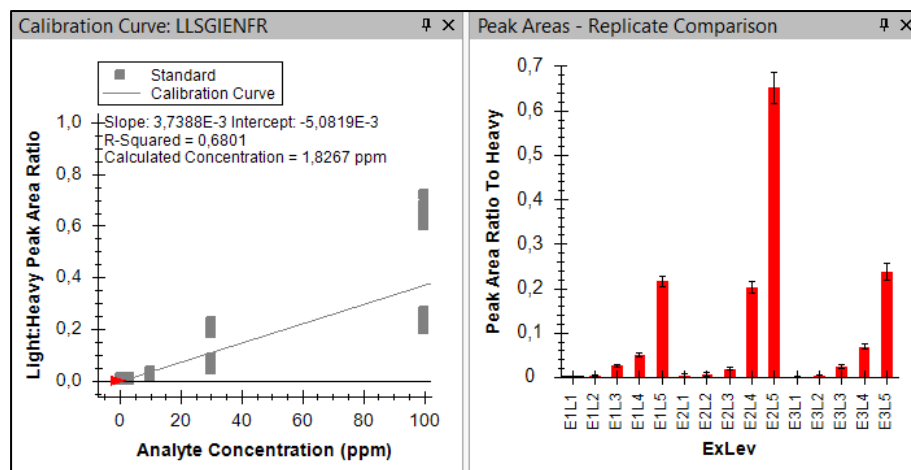 Calibration Curve: LLSGIENFR
Standard
Calibration Curve
Slope: 3,7388E-3 Intercept: -5,0819E-3
R-Squared = 0,6801
Calculated Concentration = 1,8267 ppm
1,0
0,8
0,6
0,4
0,2
0,0
Light:Heavy Peak Area Ratio
0 20 40 60 80 100
Analyte Concentration (ppm)
Peak Areas - Replicate Comparison
0,7
0,6
0,5
0,4
0,3
0,2
0,1
0
Peak Area Ratio To Heavy
E1L1 E1L2 E1L3 E1L4 E1L5 E2L1 E2L2 E2L3 E2L4 E2L5 E3L1 E3L2 E3L3 E3L4 E3L5
ExLev